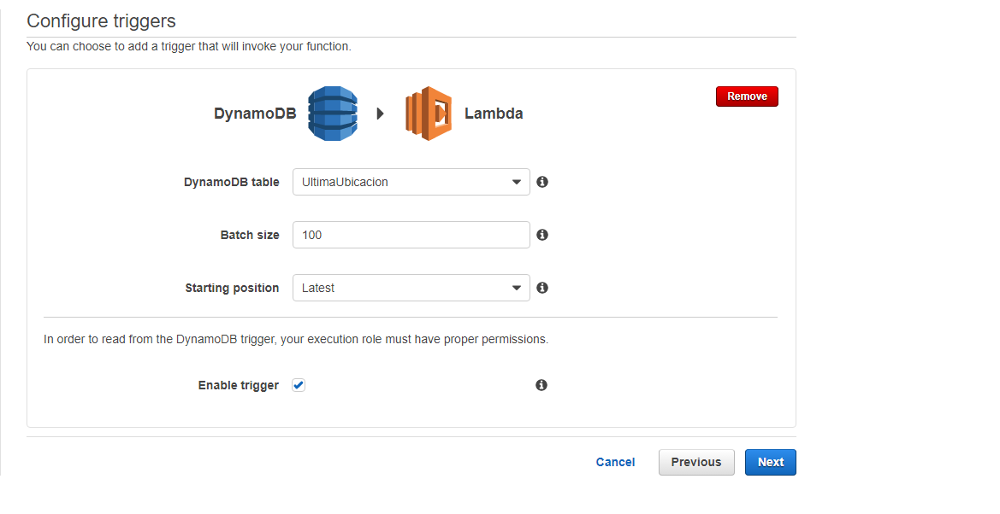 Configure triggers
You can choose to add a trigger that will invoke your function.
Remove
DynamoDB Lambda
DynamoDB table UltimaUbicacion
Batch size 100
Starting position Latest
In order to read from the DynamoDB trigger, your execution role must have proper permissions.
Enable trigger
Cancel Previous Next